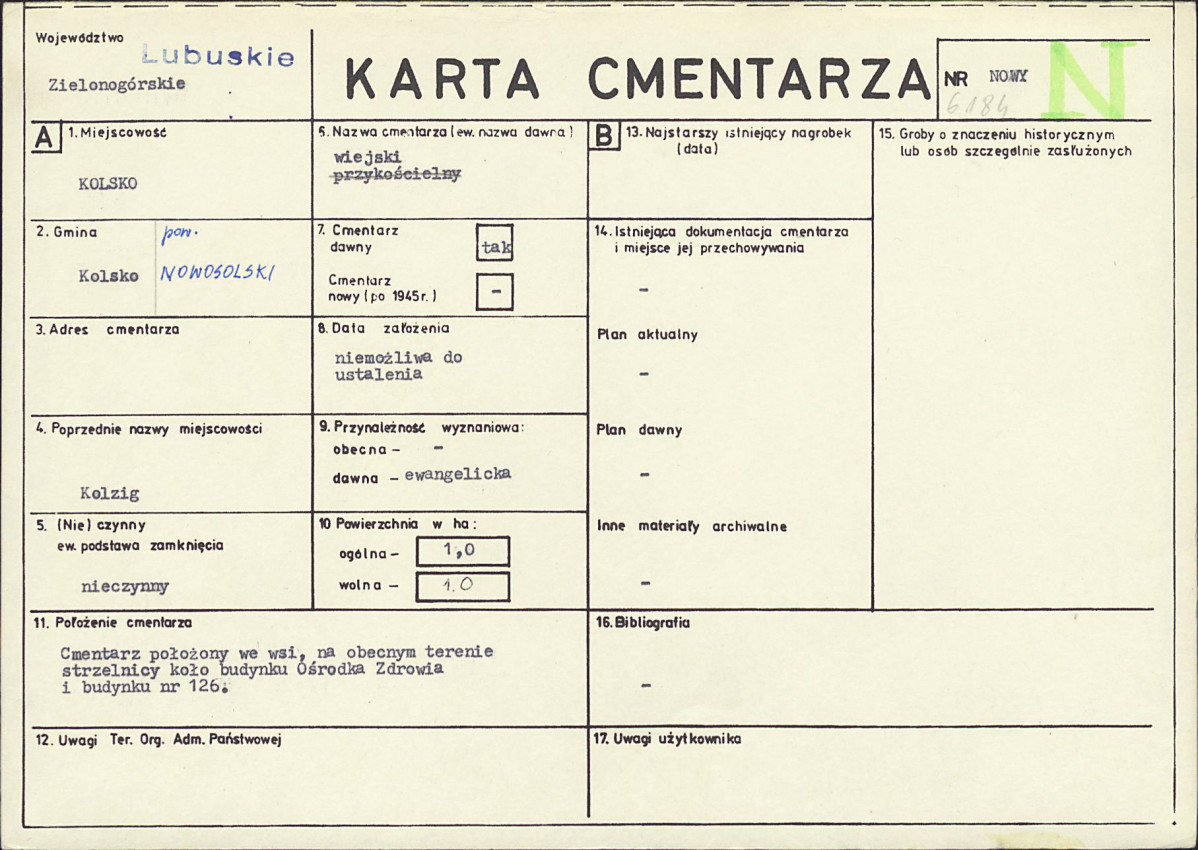 Województwo
Lubuskie
Zielonogórskie
KARTA CMENTARZA
NR NOWY
6184
N
A
1. Miejscowość
KOLSKO
2. Gmina
Kolsko
pow.
NOWOSOLSKI
3. Adres cmentarza
4. Poprzednie nazwy miejscowości
Kolzig
5. (Nie) czynny
ew. podstawa zamknięcia
nieczynny
6. Nazwa cmentarza (ew. nazwa dawna)
wiejski
przykościelny
7. Cmentarz
dawny
tak
Cmentarz
nowy (po 1945r.)
-
8. Data założenia
niemożliwa do
ustalenia
9. Przynależność wyznaniowa:
obecna – -
dawna – ewangelicka
10 Powierzchnia w ha:
ogólna – 1,0
wolna – 1.0
11. Położenie cmentarza
Cmentarz położony we wsi, na obecnym terenie
strzelnicy koło budynku Ośrodka Zdrowia
i budynku nr 126.
12. Uwagi Ter. Org. Adm. Państwowej
B
13. Najstarszy istniejący nagrobek
(data)
14. Istniejąca dokumentacja cmentarza
i miejsce jej przechowywania
-
Plan aktualny
-
Plan dawny
-
Inne materiały archiwalne
-
15. Groby o znaczeniu historycznym
lub osób szczególnie zasłużonych
16. Bibliografia
-
17. Uwagi użytkownika